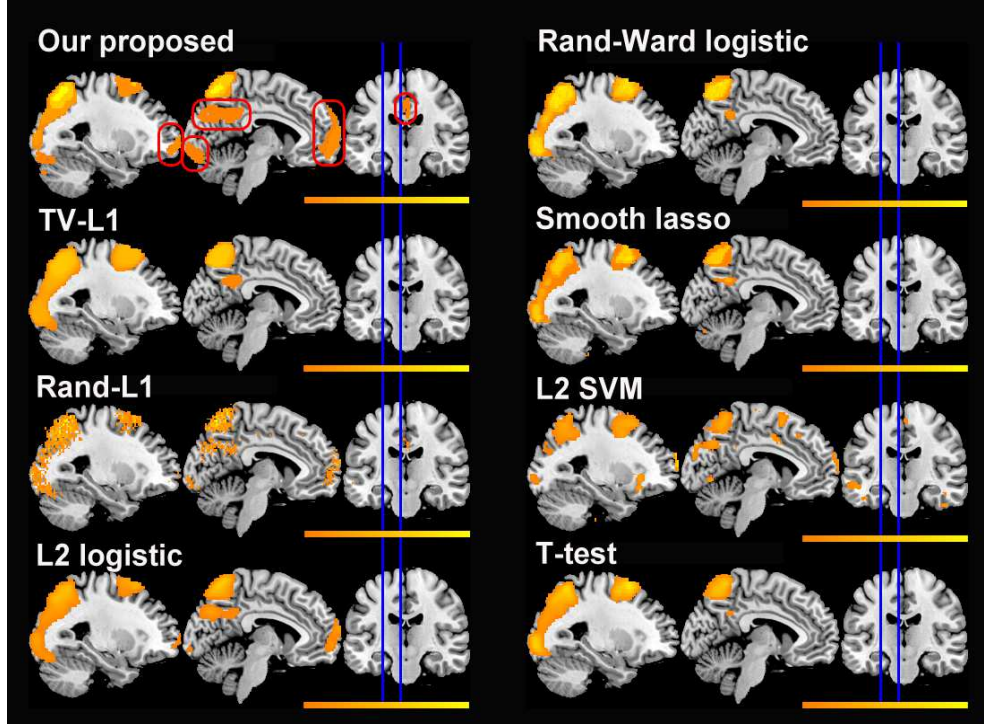 Our proposed
Rand-Ward logistic
TV-L1
Smooth lasso
Rand-L1
L2 SVM
L2 logistic
T-test